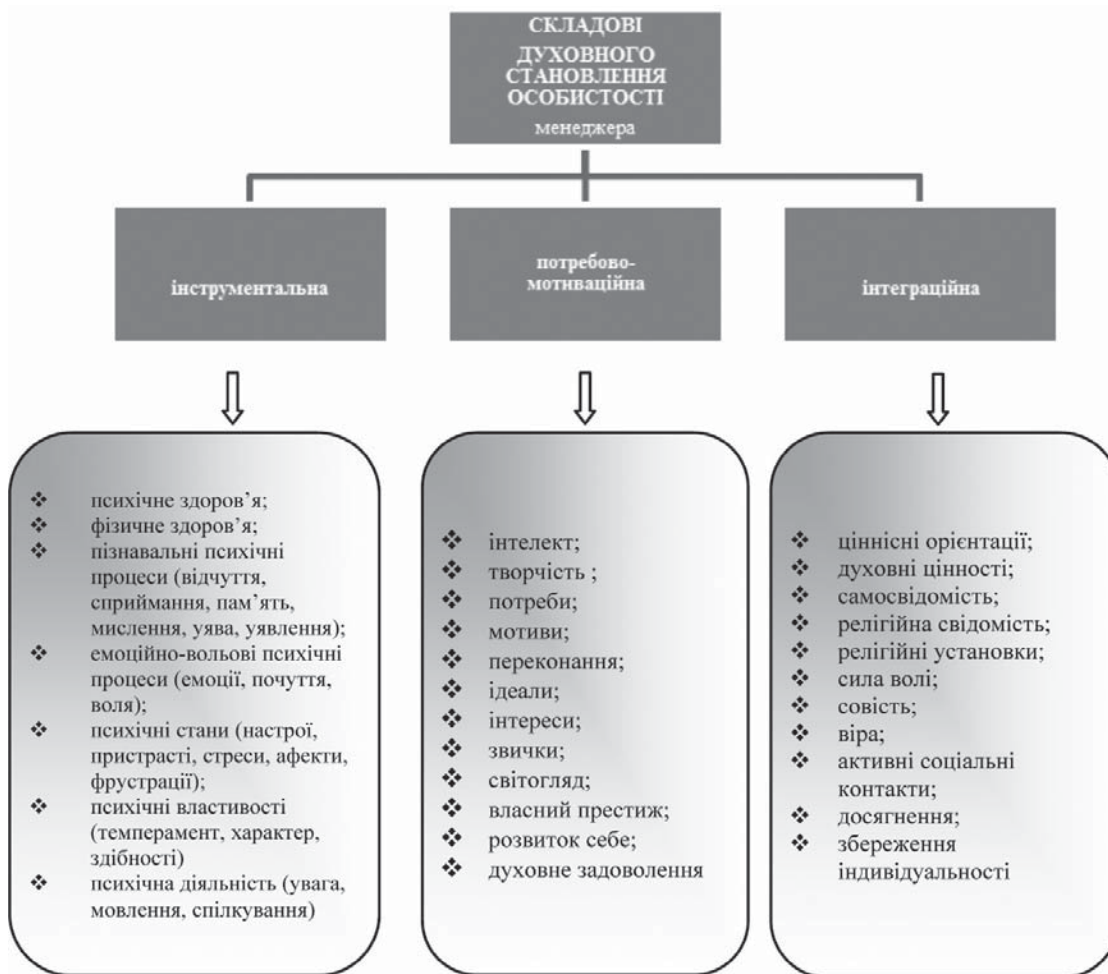 СКЛАДОВІ
ДУХОВНОГО
СТАНОВЛЕННЯ
ОСОБИСТОСТІ
менеджера
інструментальна
потребово-
мотиваційна
інтеграційна
❖ психічне здоров’я;
❖ фізичне здоров’я;
❖ пізнавальні психічні
процеси (відчуття,
сприймання, пам’ять,
мислення, уява, уявлення);
❖ емоційно-вольові психічні
процеси (емоції, почуття,
воля);
❖ психічні стани (настрої,
пристрасті, стреси, афекти,
фрустрації);
❖ психічні властивості
(темперамент, характер,
здібності)
❖ психічна діяльність (увага,
мовлення, спілкування)
❖ інтелект;
❖ творчість ;
❖ потреби;
❖ мотиви;
❖ переконання;
❖ ідеали;
❖ інтереси;
❖ звички;
❖ світогляд;
❖ власний престиж;
❖ розвиток себе;
❖ духовне задоволення
❖ ціннісні орієнтації;
❖ духовні цінності;
❖ самосвідомість;
❖ релігійна свідомість;
❖ релігійні установки;
❖ сила волі;
❖ совість;
❖ віра;
❖ активні соціальні
контакти;
❖ досягнення;
❖ збереження
індивідуальності